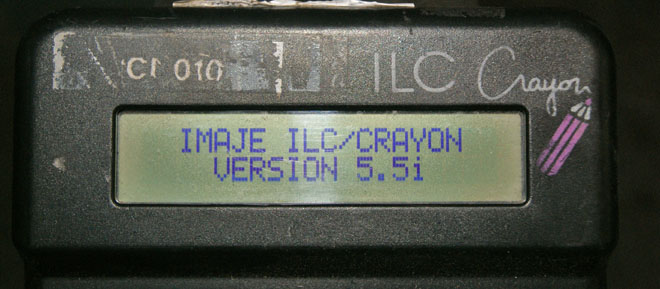 CI 010
ILC Crayon
IMAJE ILC/CRAYON
VERSION 5.5i